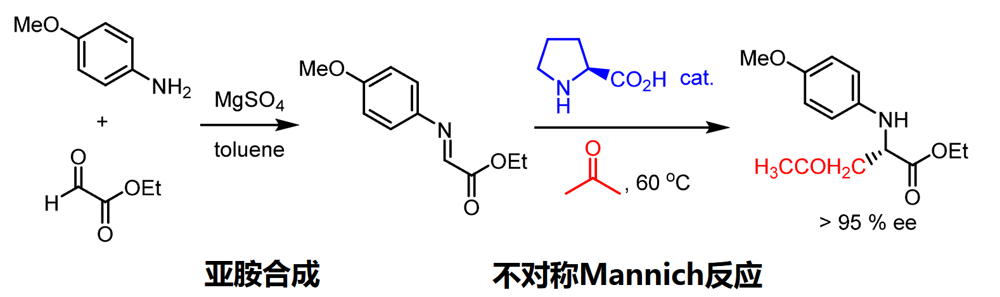 MeO
NH2
+
O
H
OEt
O
MgSO4
toluene
MeO
N
OEt
O
N
H
CO2H cat.
O
, 60 °C
MeO
NH
H3CCOH2C
OEt
O
> 95 % ee
亚胺合成
不对称Mannich反应